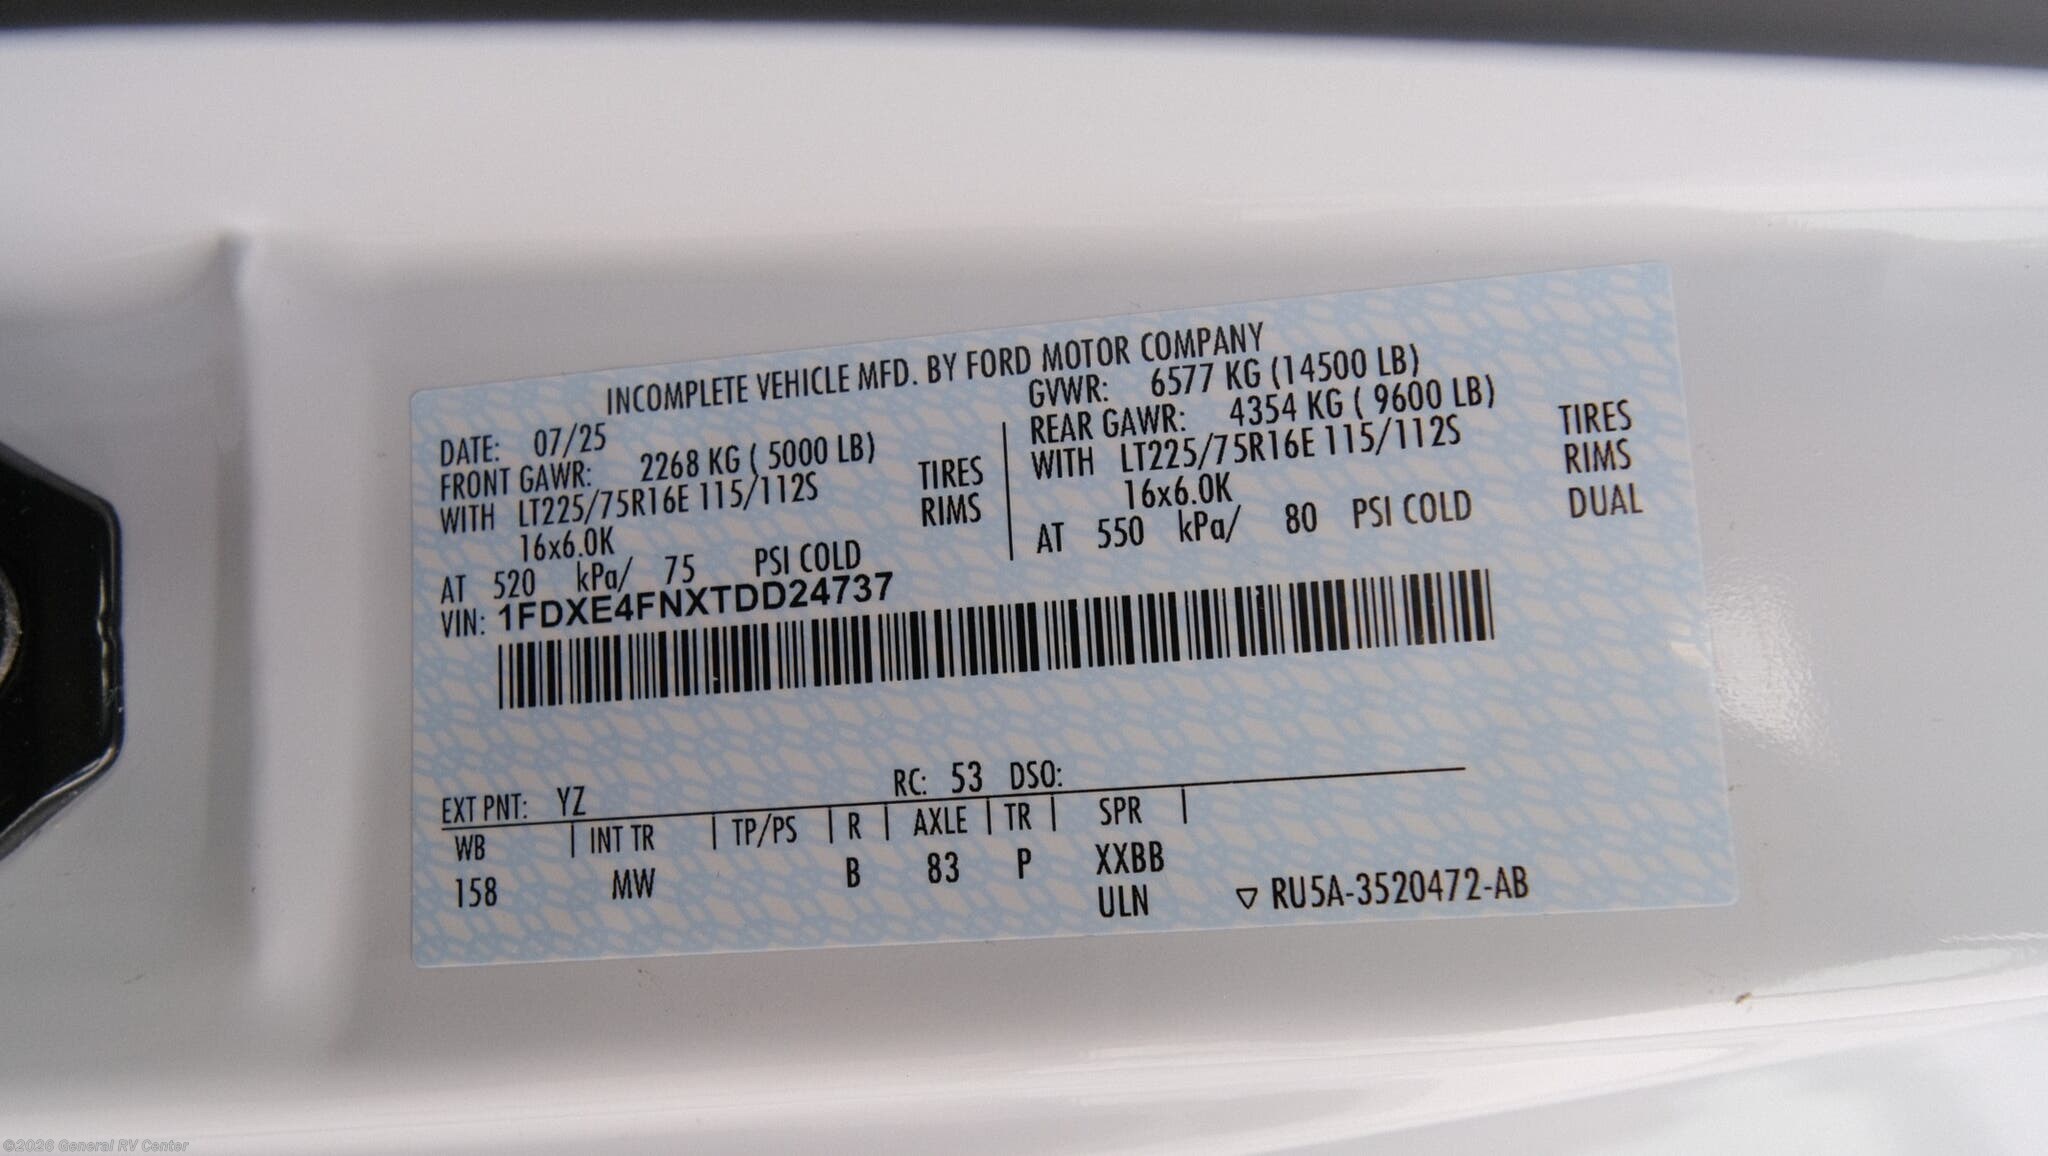 INCOMPLETE VEHICLE MFD. BY FORD MOTOR COMPANY
DATE: 07/25
FRONT GAWR: 2268 KG ( 5000 LB)
WITH LT225/75R16E 115/112S TIRES
16x6.0K RIMS
AT 520 kPa/ 75 PSI COLD
GVWR: 6577 KG (14500 LB)
REAR GAWR: 4354 KG ( 9600 LB)
WITH LT225/75R16E 115/112S TIRES
16x6.0K RIMS
AT 550 kPa/ 80 PSI COLD DUAL
VIN: 1FDXE4FNXTDD24737
EXT PNT: YZ RC: 53 DSO:
WB INT TR TP/PS R AXLE TR SPR
158 MW B 83 P XXBB
ULN ▽ RU5A-3520472-AB
©2026 General RV Center